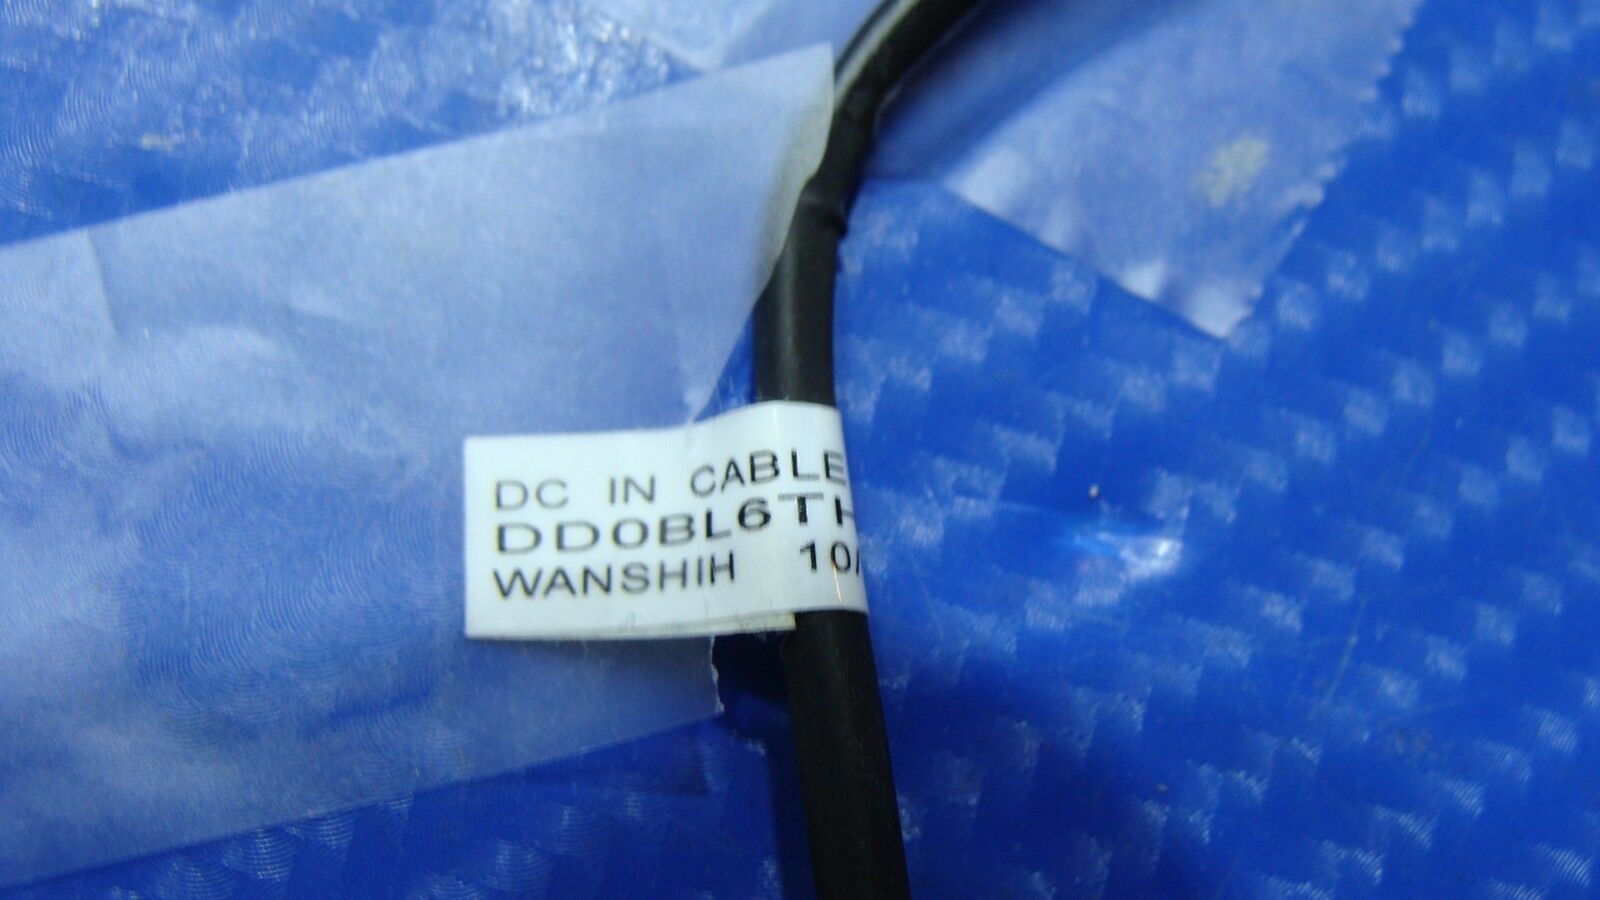 DC IN CABLE
DD0BL6TH
WANSHIH 10/